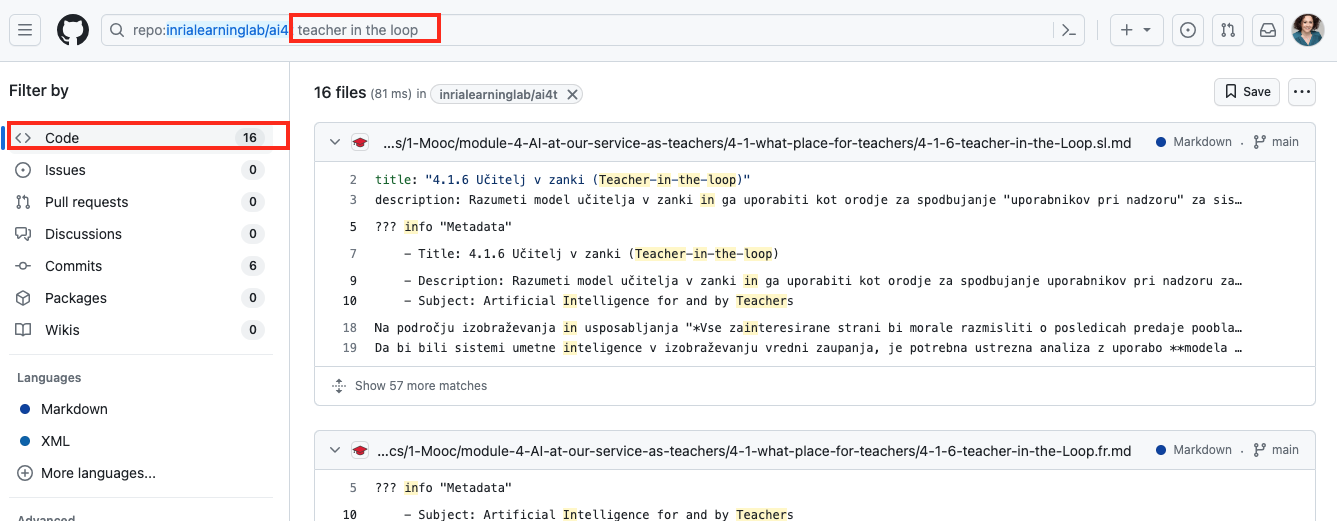 repo:inrialearninglab/ai4 teacher in the loop
Filter by
Code 16
Issues 0
Pull requests 0
Discussions 0
Commits 6
Packages 0
Wikis 0
Languages
Markdown
XML
More languages...
Advanced
16 files (81 ms) in inrialearninglab/ai4t
Save
...s/1-Mooc/module-4-AI-at-our-service-as-teachers/4-1-what-place-for-teachers/4-1-6-teacher-in-the-Loop.sl.md Markdown · main
2 title: "4.1.6 Učitelj v zanki (Teacher-in-the-loop)"
3 description: Razumeti model učitelja v zanki in ga uporabiti kot orodje za spodbujanje "uporabnikov pri nadzoru" za sis…
5 ??? info "Metadata"
7 - Title: 4.1.6 Učitelj v zanki (Teacher-in-the-loop)
9 - Description: Razumeti model učitelja v zanki in ga uporabiti kot orodje za spodbujanje uporabnikov pri nadzoru za…
10 - Subject: Artificial Intelligence for and by Teachers
18 Na področju izobraževanja in usposabljanja "*Vse zainteresirane strani bi morale razmisliti o posledicah predaje poobla…
19 Da bi bili sistemi umetne inteligence v izobraževanju vredni zaupanja, je potrebna ustrezna analiza z uporabo **modela …
Show 57 more matches
...cs/1-Mooc/module-4-AI-at-our-service-as-teachers/4-1-what-place-for-teachers/4-1-6-teacher-in-the-Loop.fr.md Markdown · main
5 ??? info "Metadata"
10 - Subject: Artificial Intelligence for and by Teachers